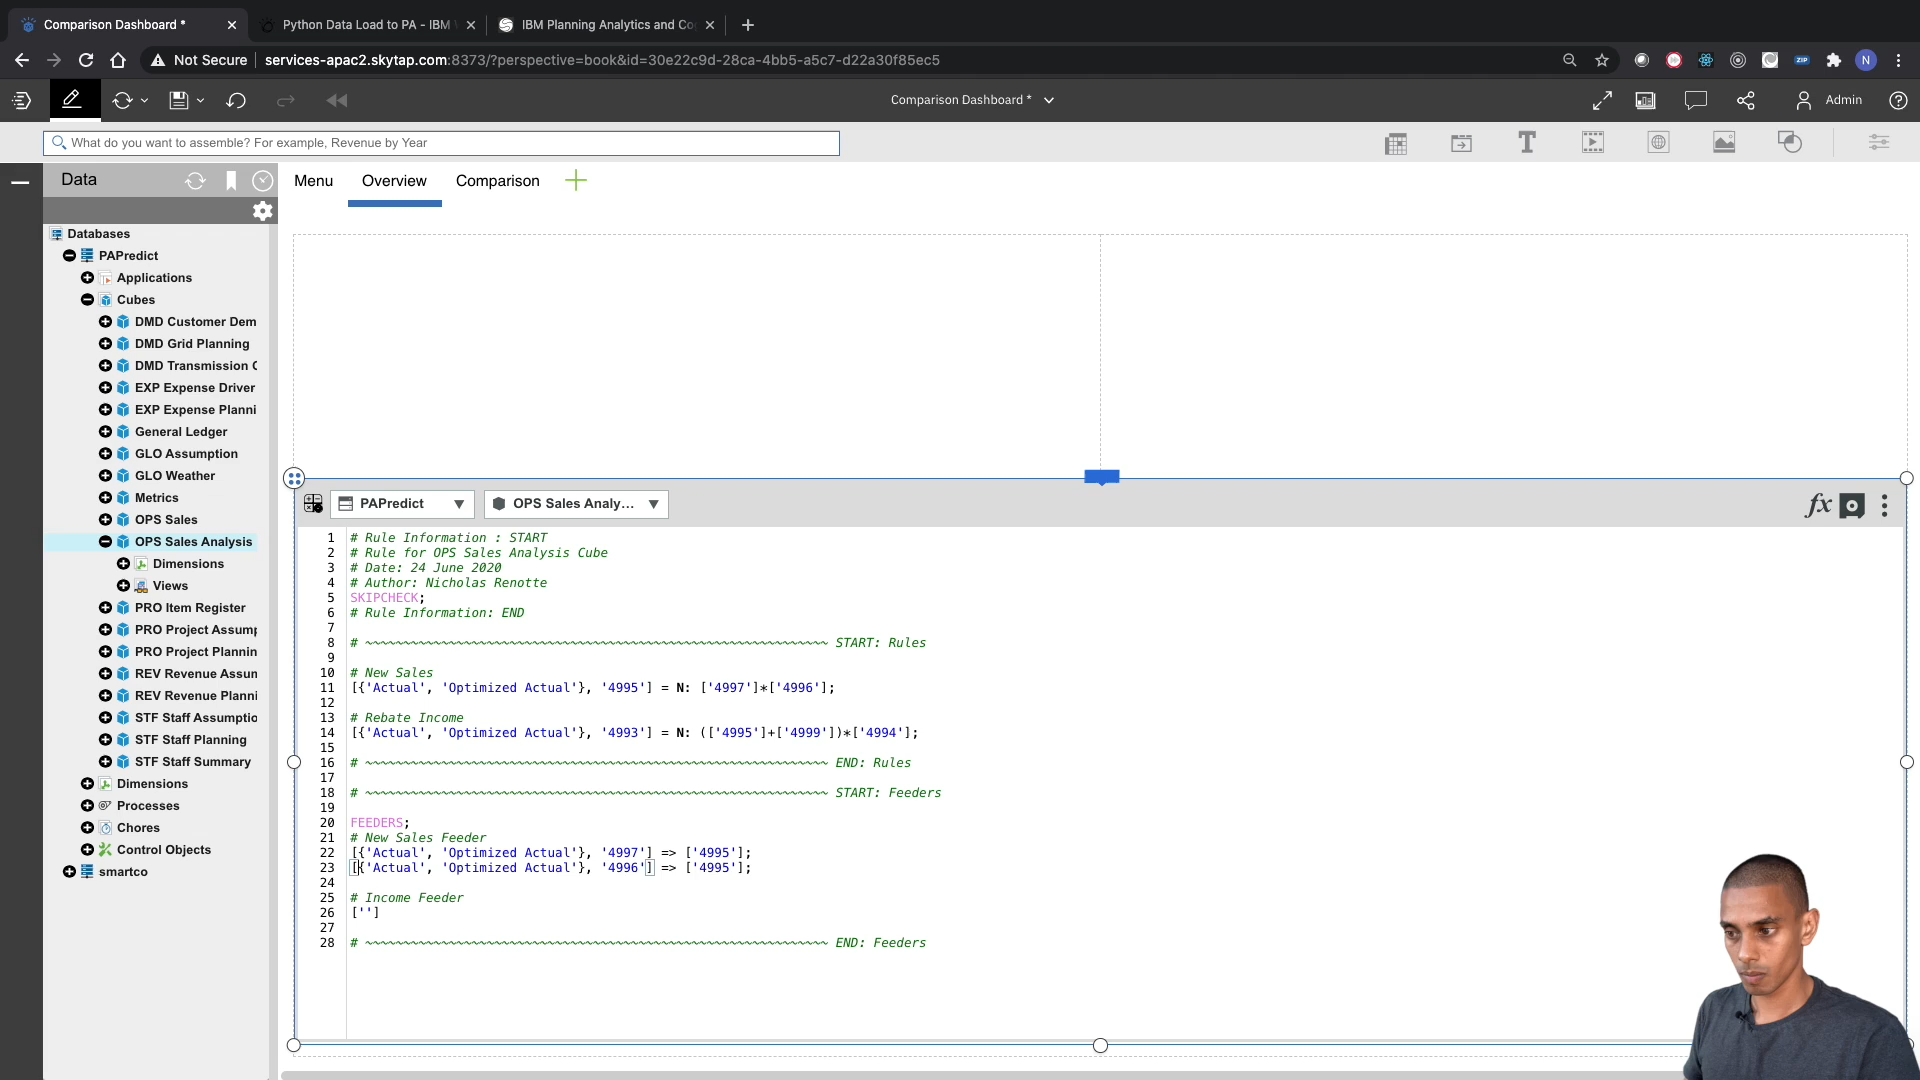 Comparison Dashboard *
Python Data Load to PA - IBM
IBM Planning Analytics and Co
Not Secure
services-apac2.skytap.com:8373/?perspective=book&id=30e22c9d-28ca-4bb5-a5c7-d22a30f85ec5
ZIP
N
Comparison Dashboard *
Admin
What do you want to assemble? For example, Revenue by Year
Data
Menu
Overview
Comparison
Databases
PAPredict
Applications
Cubes
DMD Customer Dem
DMD Grid Planning
DMD Transmission C
EXP Expense Driver
EXP Expense Planni
General Ledger
GLO Assumption
GLO Weather
Metrics
OPS Sales
OPS Sales Analysis
Dimensions
Views
PRO Item Register
PRO Project Assump
PRO Project Plannin
REV Revenue Assun
REV Revenue Planni
STF Staff Assumptio
STF Staff Planning
STF Staff Summary
Dimensions
Processes
Chores
Control Objects
smartco
PAPredict
OPS Sales Analy...
fx
1 # Rule Information : START
2 # Rule for OPS Sales Analysis Cube
3 # Date: 24 June 2020
4 # Author: Nicholas Renotte
5 SKIPCHECK;
6 # Rule Information: END
7
8 # ~~~~~~~~~~~~~~~~~~~~~~~~~~~~~~~~~~~~~~~~~~~~~~~~~~~~~~~~~~~~~ START: Rules
9
10 # New Sales
11 [{'Actual', 'Optimized Actual'}, '4995'] = N: ['4997']*['4996'];
12
13 # Rebate Income
14 [{'Actual', 'Optimized Actual'}, '4993'] = N: (['4995']+['4999'])*['4994'];
15
16 # ~~~~~~~~~~~~~~~~~~~~~~~~~~~~~~~~~~~~~~~~~~~~~~~~~~~~~~~~~~~~~ END: Rules
17
18 # ~~~~~~~~~~~~~~~~~~~~~~~~~~~~~~~~~~~~~~~~~~~~~~~~~~~~~~~~~~~~~ START: Feeders
19
20 FEEDERS;
21 # New Sales Feeder
22 [{'Actual', 'Optimized Actual'}, '4997'] => ['4995'];
23 [{'Actual', 'Optimized Actual'}, '4996'] => ['4995'];
24
25 # Income Feeder
26 ['']
27
28 # ~~~~~~~~~~~~~~~~~~~~~~~~~~~~~~~~~~~~~~~~~~~~~~~~~~~~~~~~~~~~~ END: Feeders